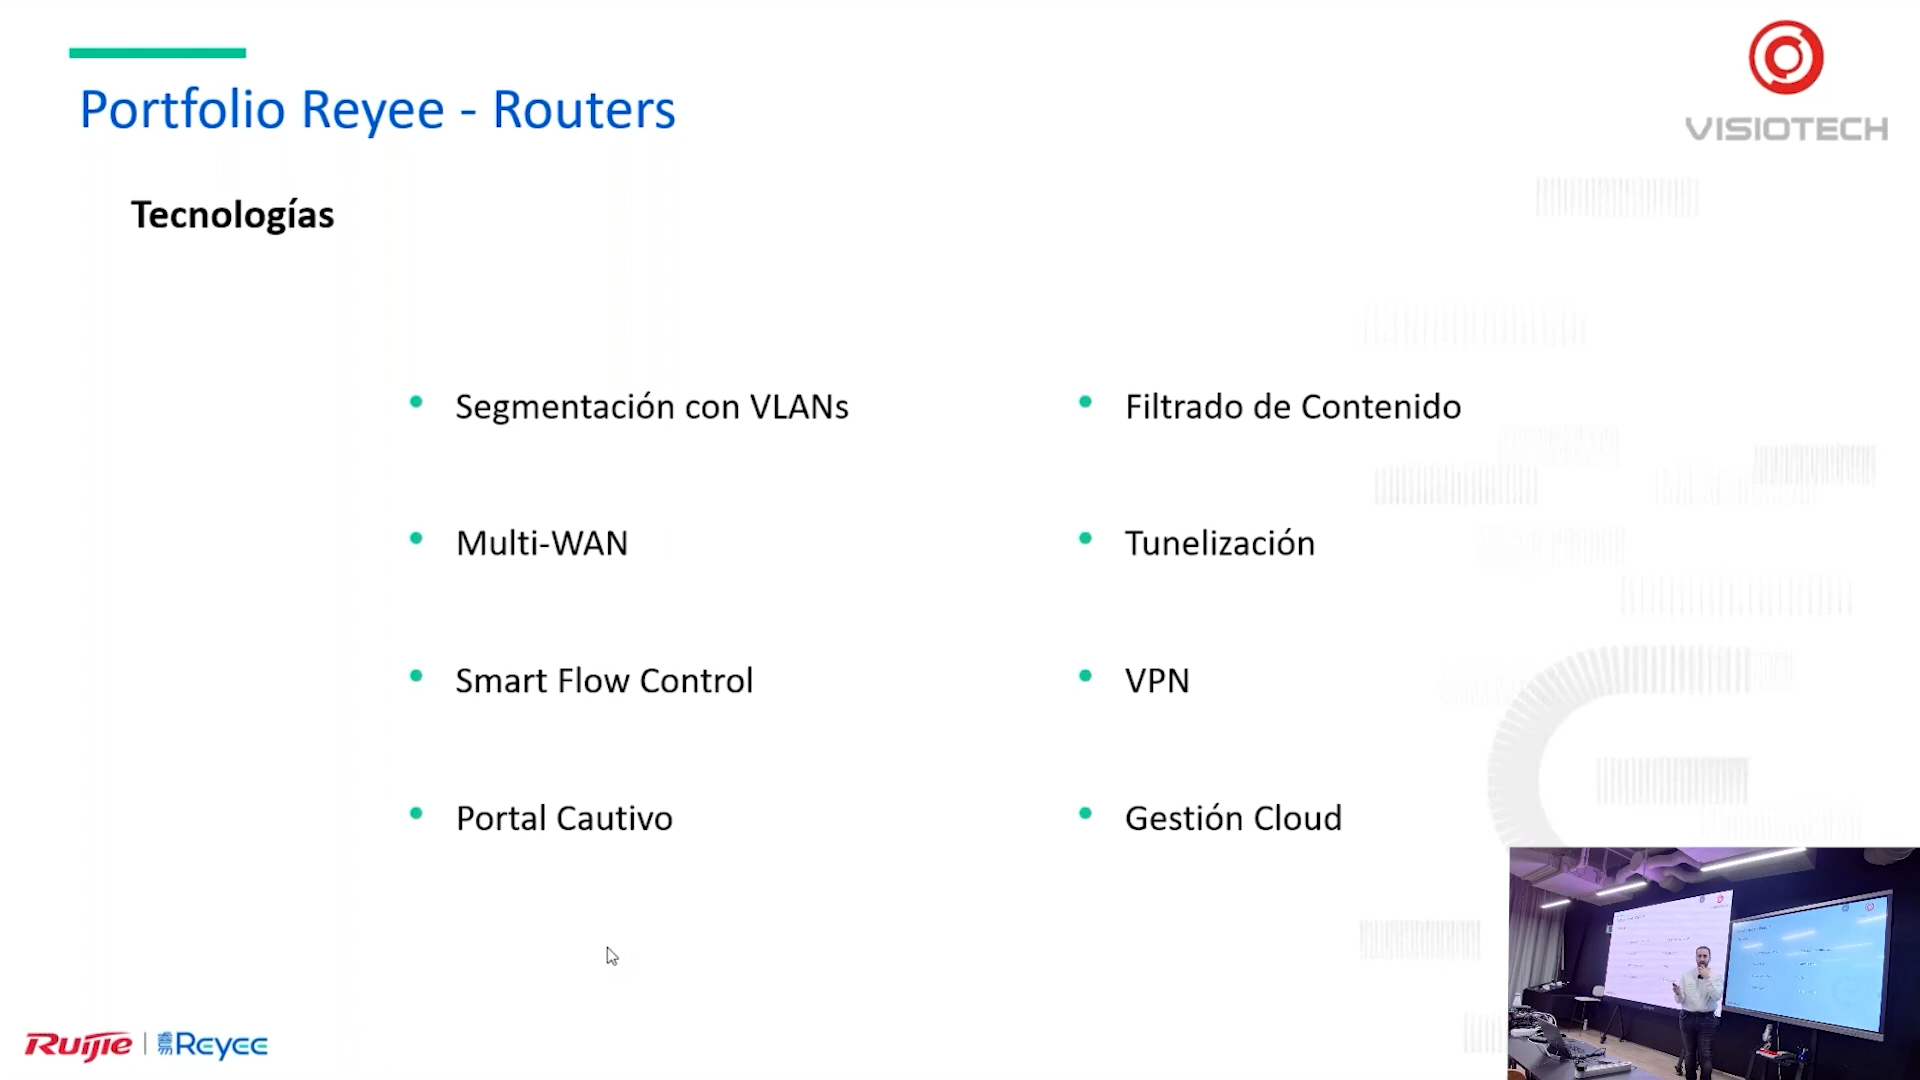 Portfolio Reyee - Routers
VISIOTECH
Tecnologías
Segmentación con VLANs
Multi-WAN
Smart Flow Control
Portal Cautivo
Filtrado de Contenido
Tunelización
VPN
Gestión Cloud
Ruijie | Reyee